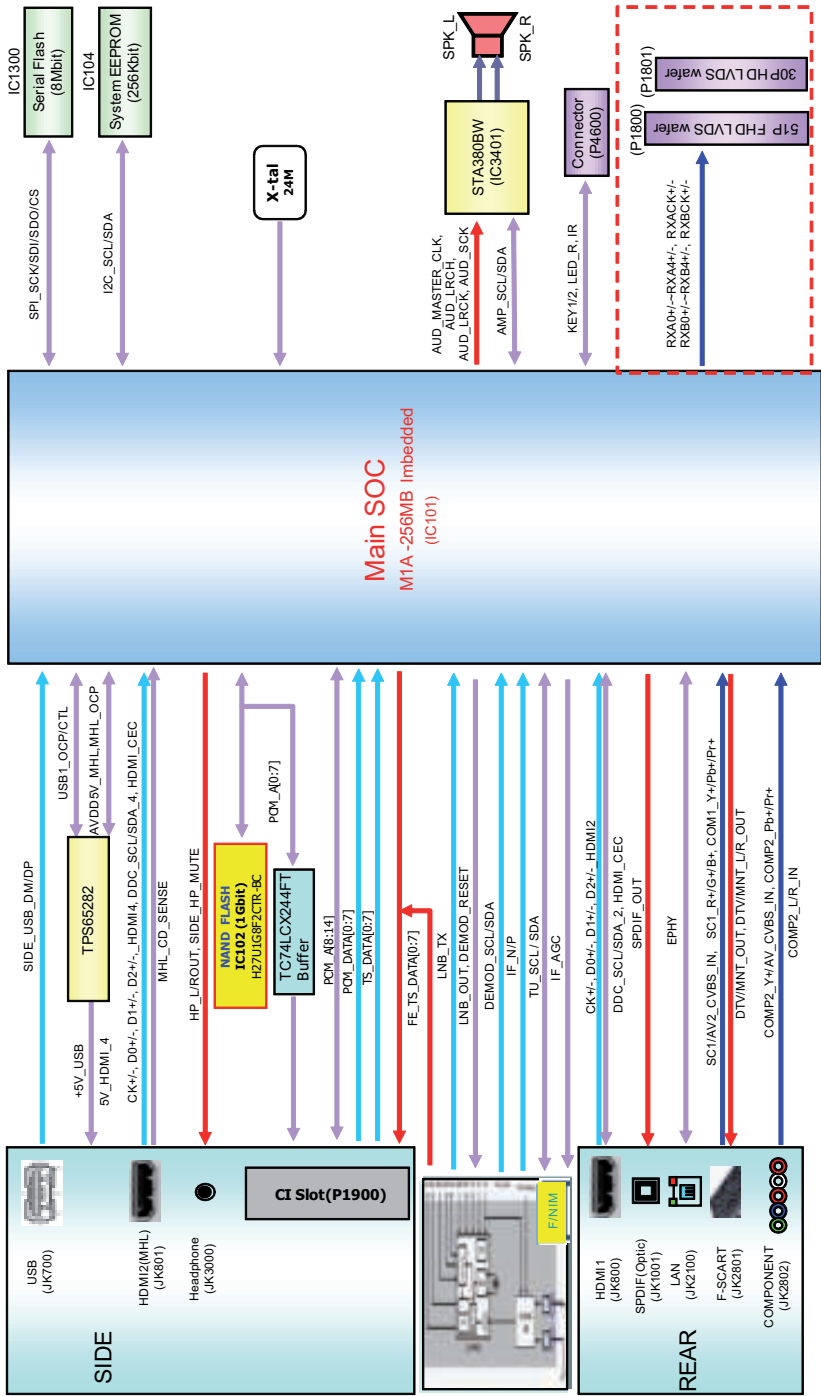 SIDE
USB
(JK700)
HDMI2(MHL)
(JK801)
Headphone
(JK3000)
CI Slot(P1900)
F/NIM
REAR
HDMI1
(JK800)
SPDIF(Optic)
(JK1001)
LAN
(JK2100)
F-SCART
(JK2801)
COMPONENT
(JK2802)
SIDE_USB_DM/DP
+5V_USB
5V_HDMI_4
TPS65282
USB1_OCP/CTL
AVDD5V_MHL,MHL_OCP
CK+/-, D0+/-, D1+/-, D2+/-_HDMI4, DDC_SCL/SDA_4, HDMI_CEC
MHL_CD_SENSE
HP_L/ROUT, SIDE_HP_MUTE
NAND FLASH
IC102 (1Gbit)
H27U1G8F2CTR-BC
PCM_A[0:7]
TC74LCX244FT
Buffer
PCM_A[8:14]
PCM_DATA[0:7]
TS_DATA[0:7]
FE_TS_DATA[0:7]
LNB_TX
LNB_OUT, DEMOD_RESET
DEMOD_SCL/SDA
IF_N/P
TU_SCL / SDA
IF_AGC
CK+/-, D0+/-, D1+/-, D2+/-_HDMI2
DDC_SCL/SDA_2, HDMI_CEC
SPDIF_OUT
EPHY
SC1/AV2_CVBS_IN, SC1_R+/G+/B+, COM1_Y+/Pb+/Pr+
DTV/MNT_OUT, DTV/MNT_L/R_OUT
COMP2_Y+/AV_CVBS_IN, COMP2_Pb+/Pr+
COMP2_L/R_IN
Main SOC
M1A -256MB Imbedded
(IC101)
SPI_SCK/SDI/SDO/CS
IC1300
Serial Flash
(8Mbit)
I2C_SCL/SDA
IC104
System EEPROM
(256Kbit)
X-tal
24M
AUD_MASTER_CLK,
AUD_LRCH,
AUD_LRCK, AUD_SCK
AMP_SCL/SDA
STA380BW
(IC3401)
SPK_L
SPK_R
KEY1/2, LED_R, IR
Connector
(P4600)
RXA0+/-~RXA4+/-, RXACK+/-
RXB0+/-~RXB4+/-, RXBCK+/-
(P1800)
51P FHD LVDS wafer
(P1801)
30P HD LVDS wafer